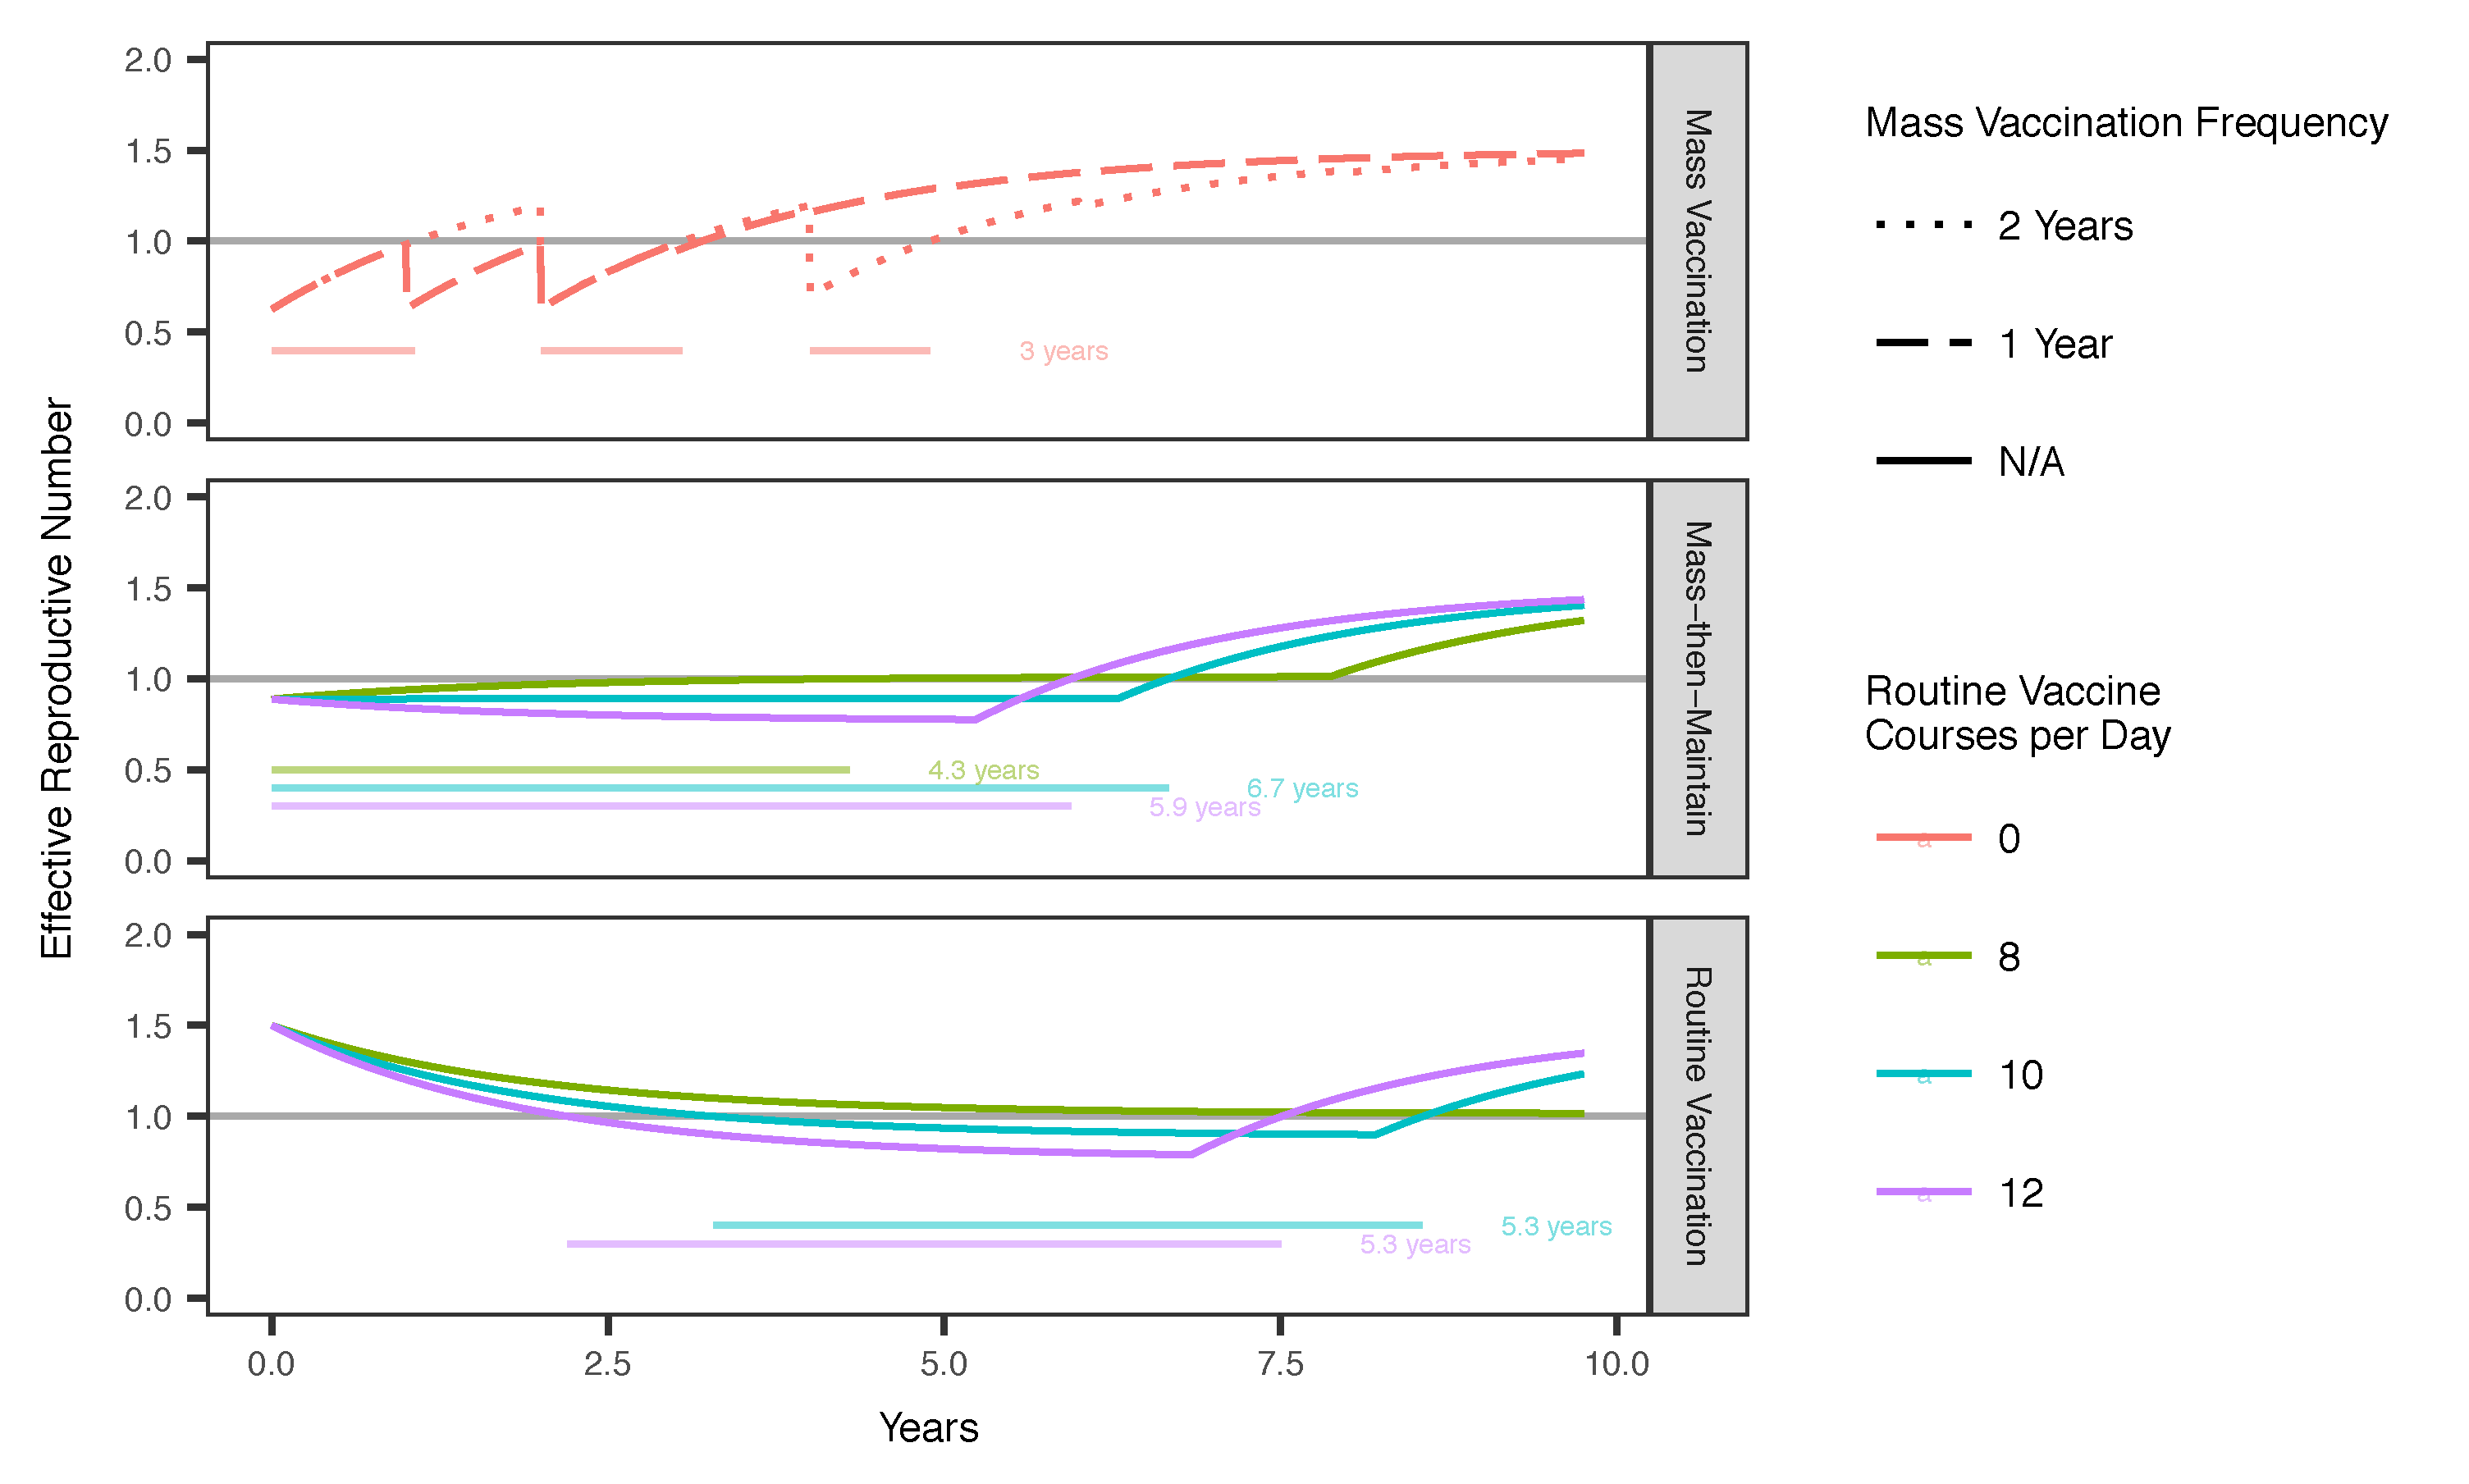 Effective Reproductive Number
2.0
1.5
1.0
0.5
0.0
3 years
Mass Vaccination
2.0
1.5
1.0
0.5
0.0
4.3 years
6.7 years
5.9 years
Mass−then−Maintain
2.0
1.5
1.0
0.5
0.0
5.3 years
5.3 years
Routine Vaccination
0.0 2.5 5.0 7.5 10.0
Years
Mass Vaccination Frequency
2 Years
1 Year
N/A
Routine Vaccine
Courses per Day
a 0
a 8
a 10
a 12